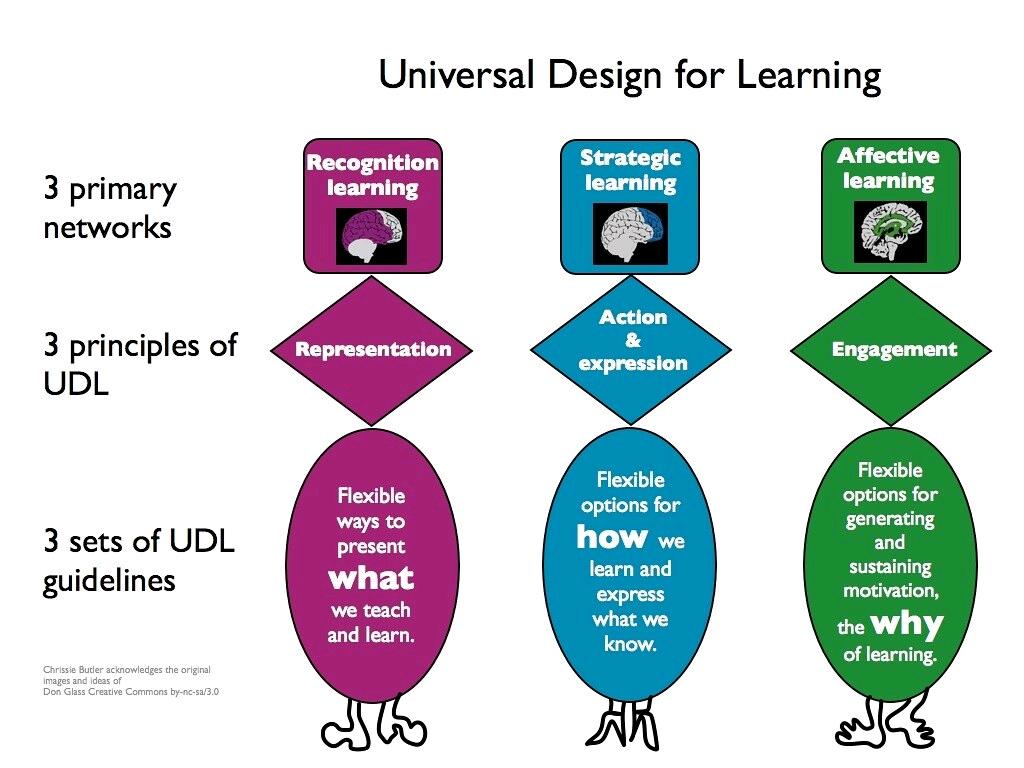 Universal Design for Learning
3 primary
networks
Recognition
learning
Strategic
learning
Affective
learning
3 principles of
UDL
Representation
Action
&
expression
Engagement
3 sets of UDL
guidelines
Flexible
ways to
present
what
we teach
and learn.
Flexible
options for
how we
learn and
express
what we
know.
Flexible
options for
generating
and
sustaining
motivation,
the why
of learning.
Chrissie Butler acknowledges the original
images and ideas of
Don Glass Creative Commons by-nc-sa/3.0